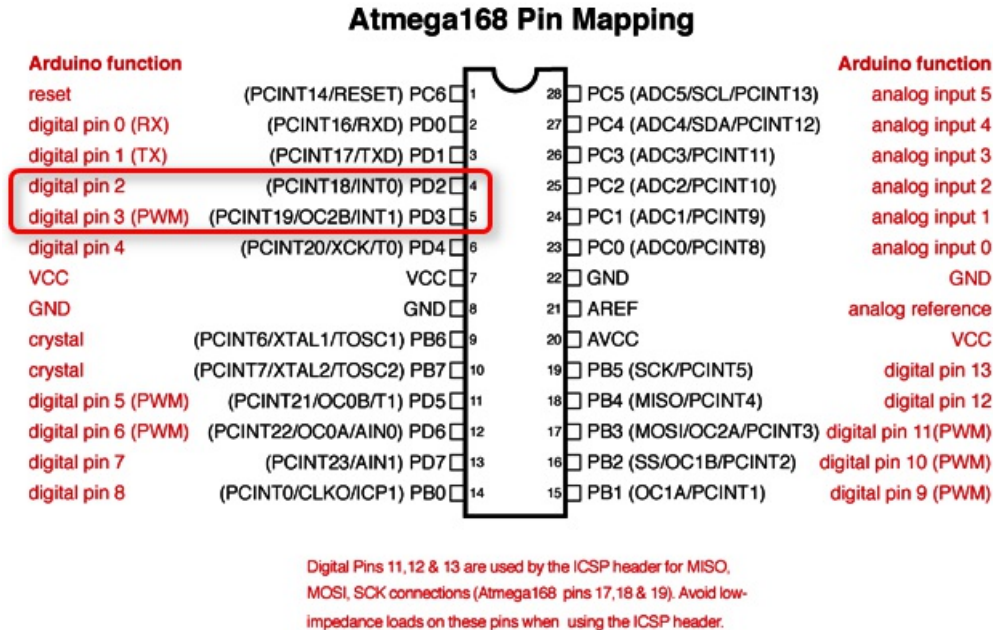 Atmega168 Pin Mapping
Arduino function Arduino function
reset (PCINT14/RESET) PC6 1 28 PC5 (ADC5/SCL/PCINT13) analog input 5
digital pin 0 (RX) (PCINT16/RXD) PD0 2 27 PC4 (ADC4/SDA/PCINT12) analog input 4
digital pin 1 (TX) (PCINT17/TXD) PD1 3 26 PC3 (ADC3/PCINT11) analog input 3
digital pin 2 (PCINT18/INT0) PD2 4 25 PC2 (ADC2/PCINT10) analog input 2
digital pin 3 (PWM) (PCINT19/OC2B/INT1) PD3 5 24 PC1 (ADC1/PCINT9) analog input 1
digital pin 4 (PCINT20/XCK/T0) PD4 6 23 PC0 (ADC0/PCINT8) analog input 0
VCC VCC 7 22 GND GND
GND GND 8 21 AREF analog reference
crystal (PCINT6/XTAL1/TOSC1) PB6 9 20 AVCC VCC
crystal (PCINT7/XTAL2/TOSC2) PB7 10 19 PB5 (SCK/PCINT5) digital pin 13
digital pin 5 (PWM) (PCINT21/OC0B/T1) PD5 11 18 PB4 (MISO/PCINT4) digital pin 12
digital pin 6 (PWM) (PCINT22/OC0A/AIN0) PD6 12 17 PB3 (MOSI/OC2A/PCINT3) digital pin 11(PWM)
digital pin 7 (PCINT23/AIN1) PD7 13 16 PB2 (SS/OC1B/PCINT2) digital pin 10 (PWM)
digital pin 8 (PCINT0/CLKO/ICP1) PB0 14 15 PB1 (OC1A/PCINT1) digital pin 9 (PWM)
Digital Pins 11,12 & 13 are used by the ICSP header for MISO,
MOSI, SCK connections (Atmega168 pins 17,18 & 19). Avoid low-
impedance loads on these pins when using the ICSP header.